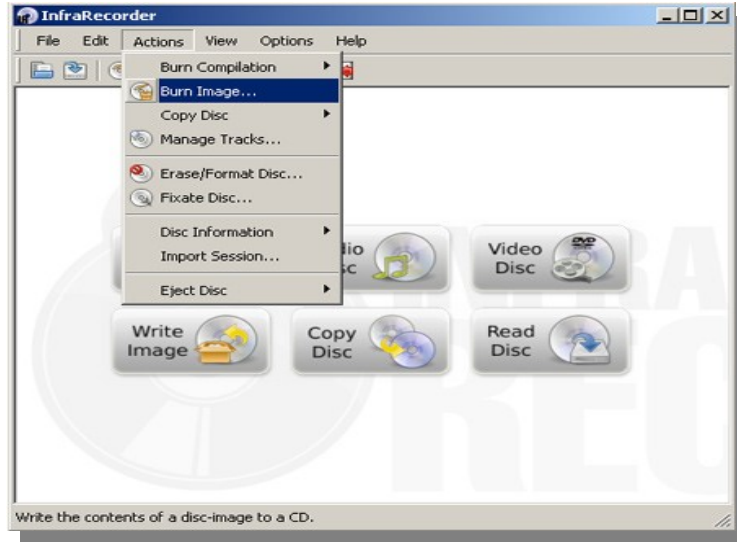 InfraRecorder
File Edit Actions View Options Help
Burn Compilation
Burn Image...
Copy Disc
Manage Tracks...
Erase/Format Disc...
Fixate Disc...
Disc Information
Import Session...
Eject Disc
Video
Disc
DVD
VIDEO
Write
Image
Copy
Disc
Read
Disc
Write the contents of a disc-image to a CD.